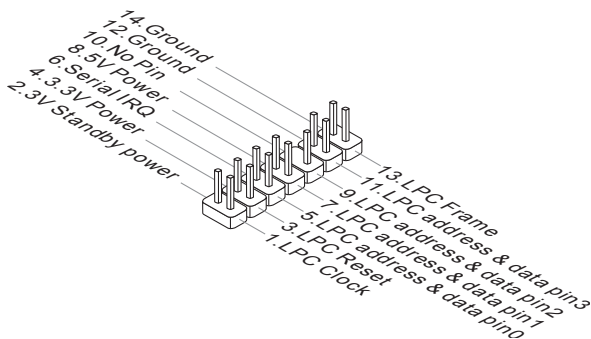 14.Ground
12.Ground
10.No Pin
8.5V Power
6.Serial IRQ
4.3.3V Power
2.3V Standby power
13.LPC Frame
11.LPC address & data pin3
9.LPC address & data pin2
7.LPC address & data pin1
5.LPC address & data pin0
3.LPC Reset
1.LPC Clock